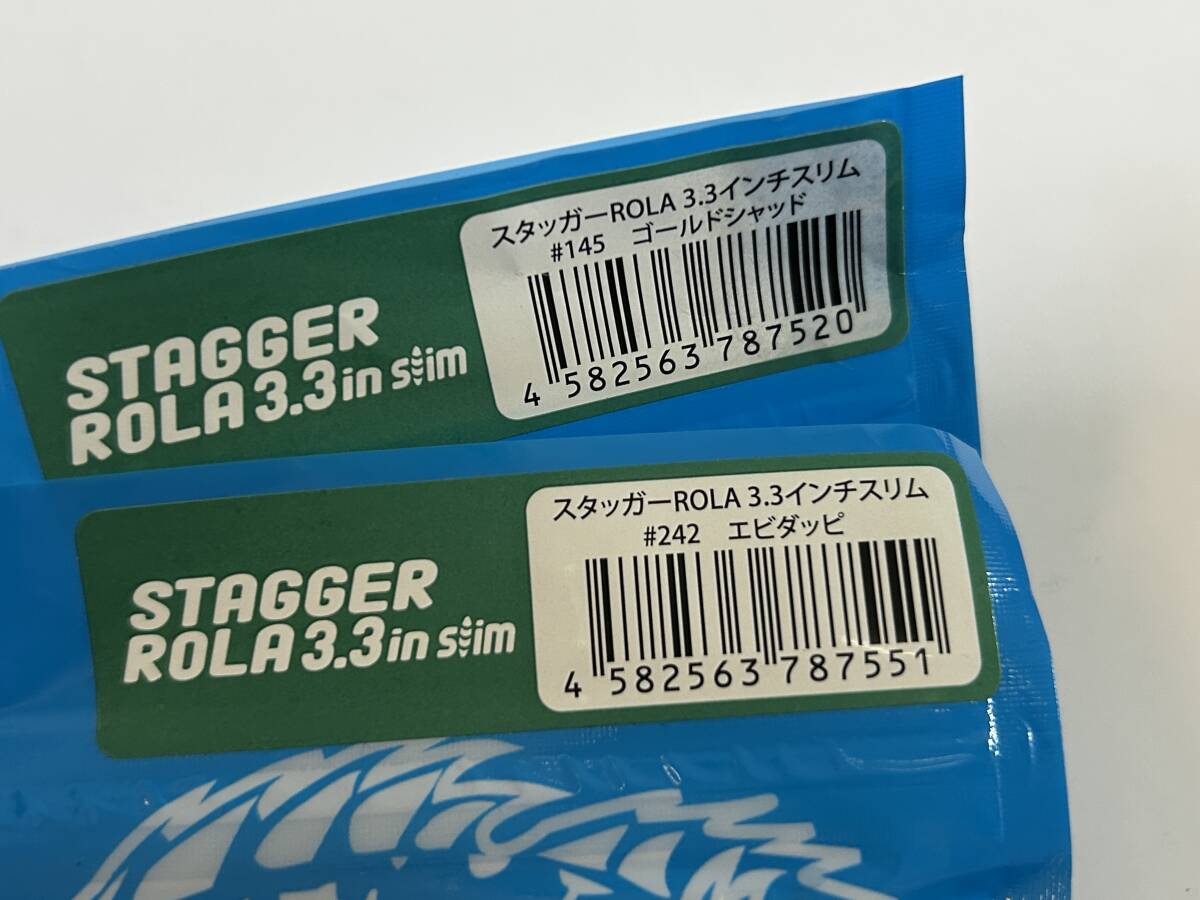 STAGGER
ROLA 3.3 in slim
スタッガーROLA 3.3インチスリム
#145 ゴールドシャッド
4 582563 787520
STAGGER
ROLA 3.3 in slim
スタッガーROLA 3.3インチスリム
#242 エビダッピ
4 582563 787551